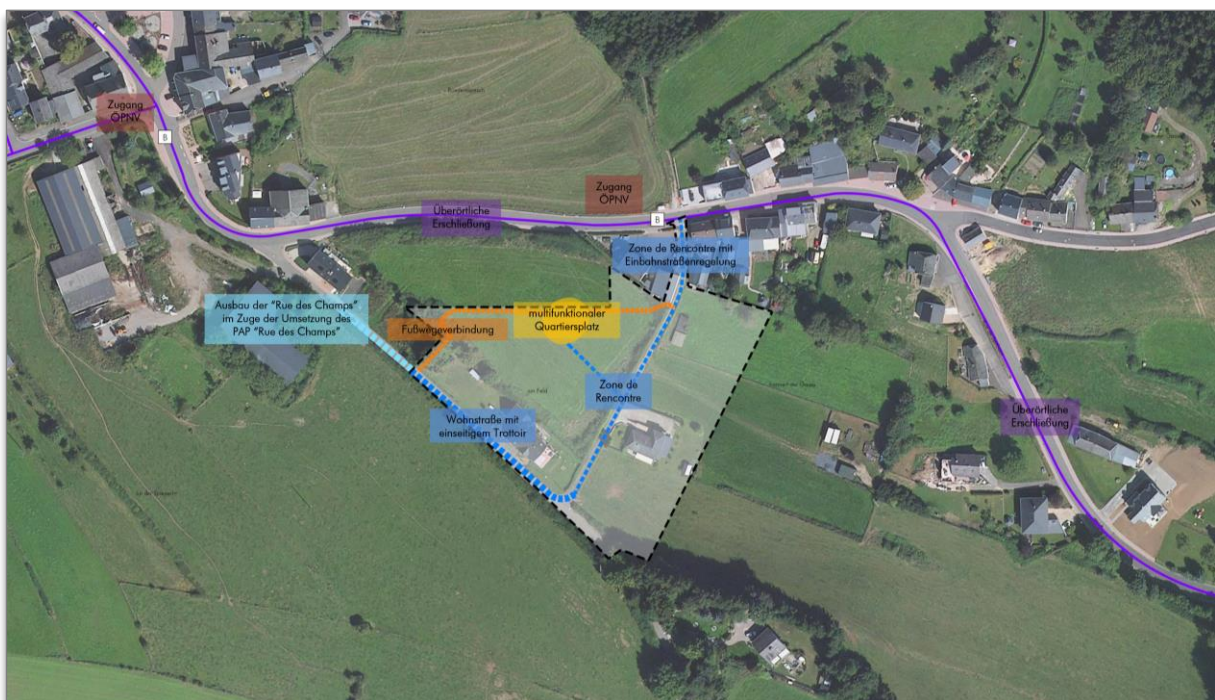 Zugang
ÖPNV
B
Zugang
ÖPNV
B
Überörtliche
Erschließung
Zone de Rencontre mit
Einbahnstraßenregelung
Ausbau der "Rue des Champs"
im Zuge der Umsetzung des
PAP "Rue des Champs"
Fußwegeverbindung
multifunktionaler
Quartiersplatz
Zone de
Rencontre
Wohnstraße mit
einseitigem Trottoir
Überörtliche
Erschließung